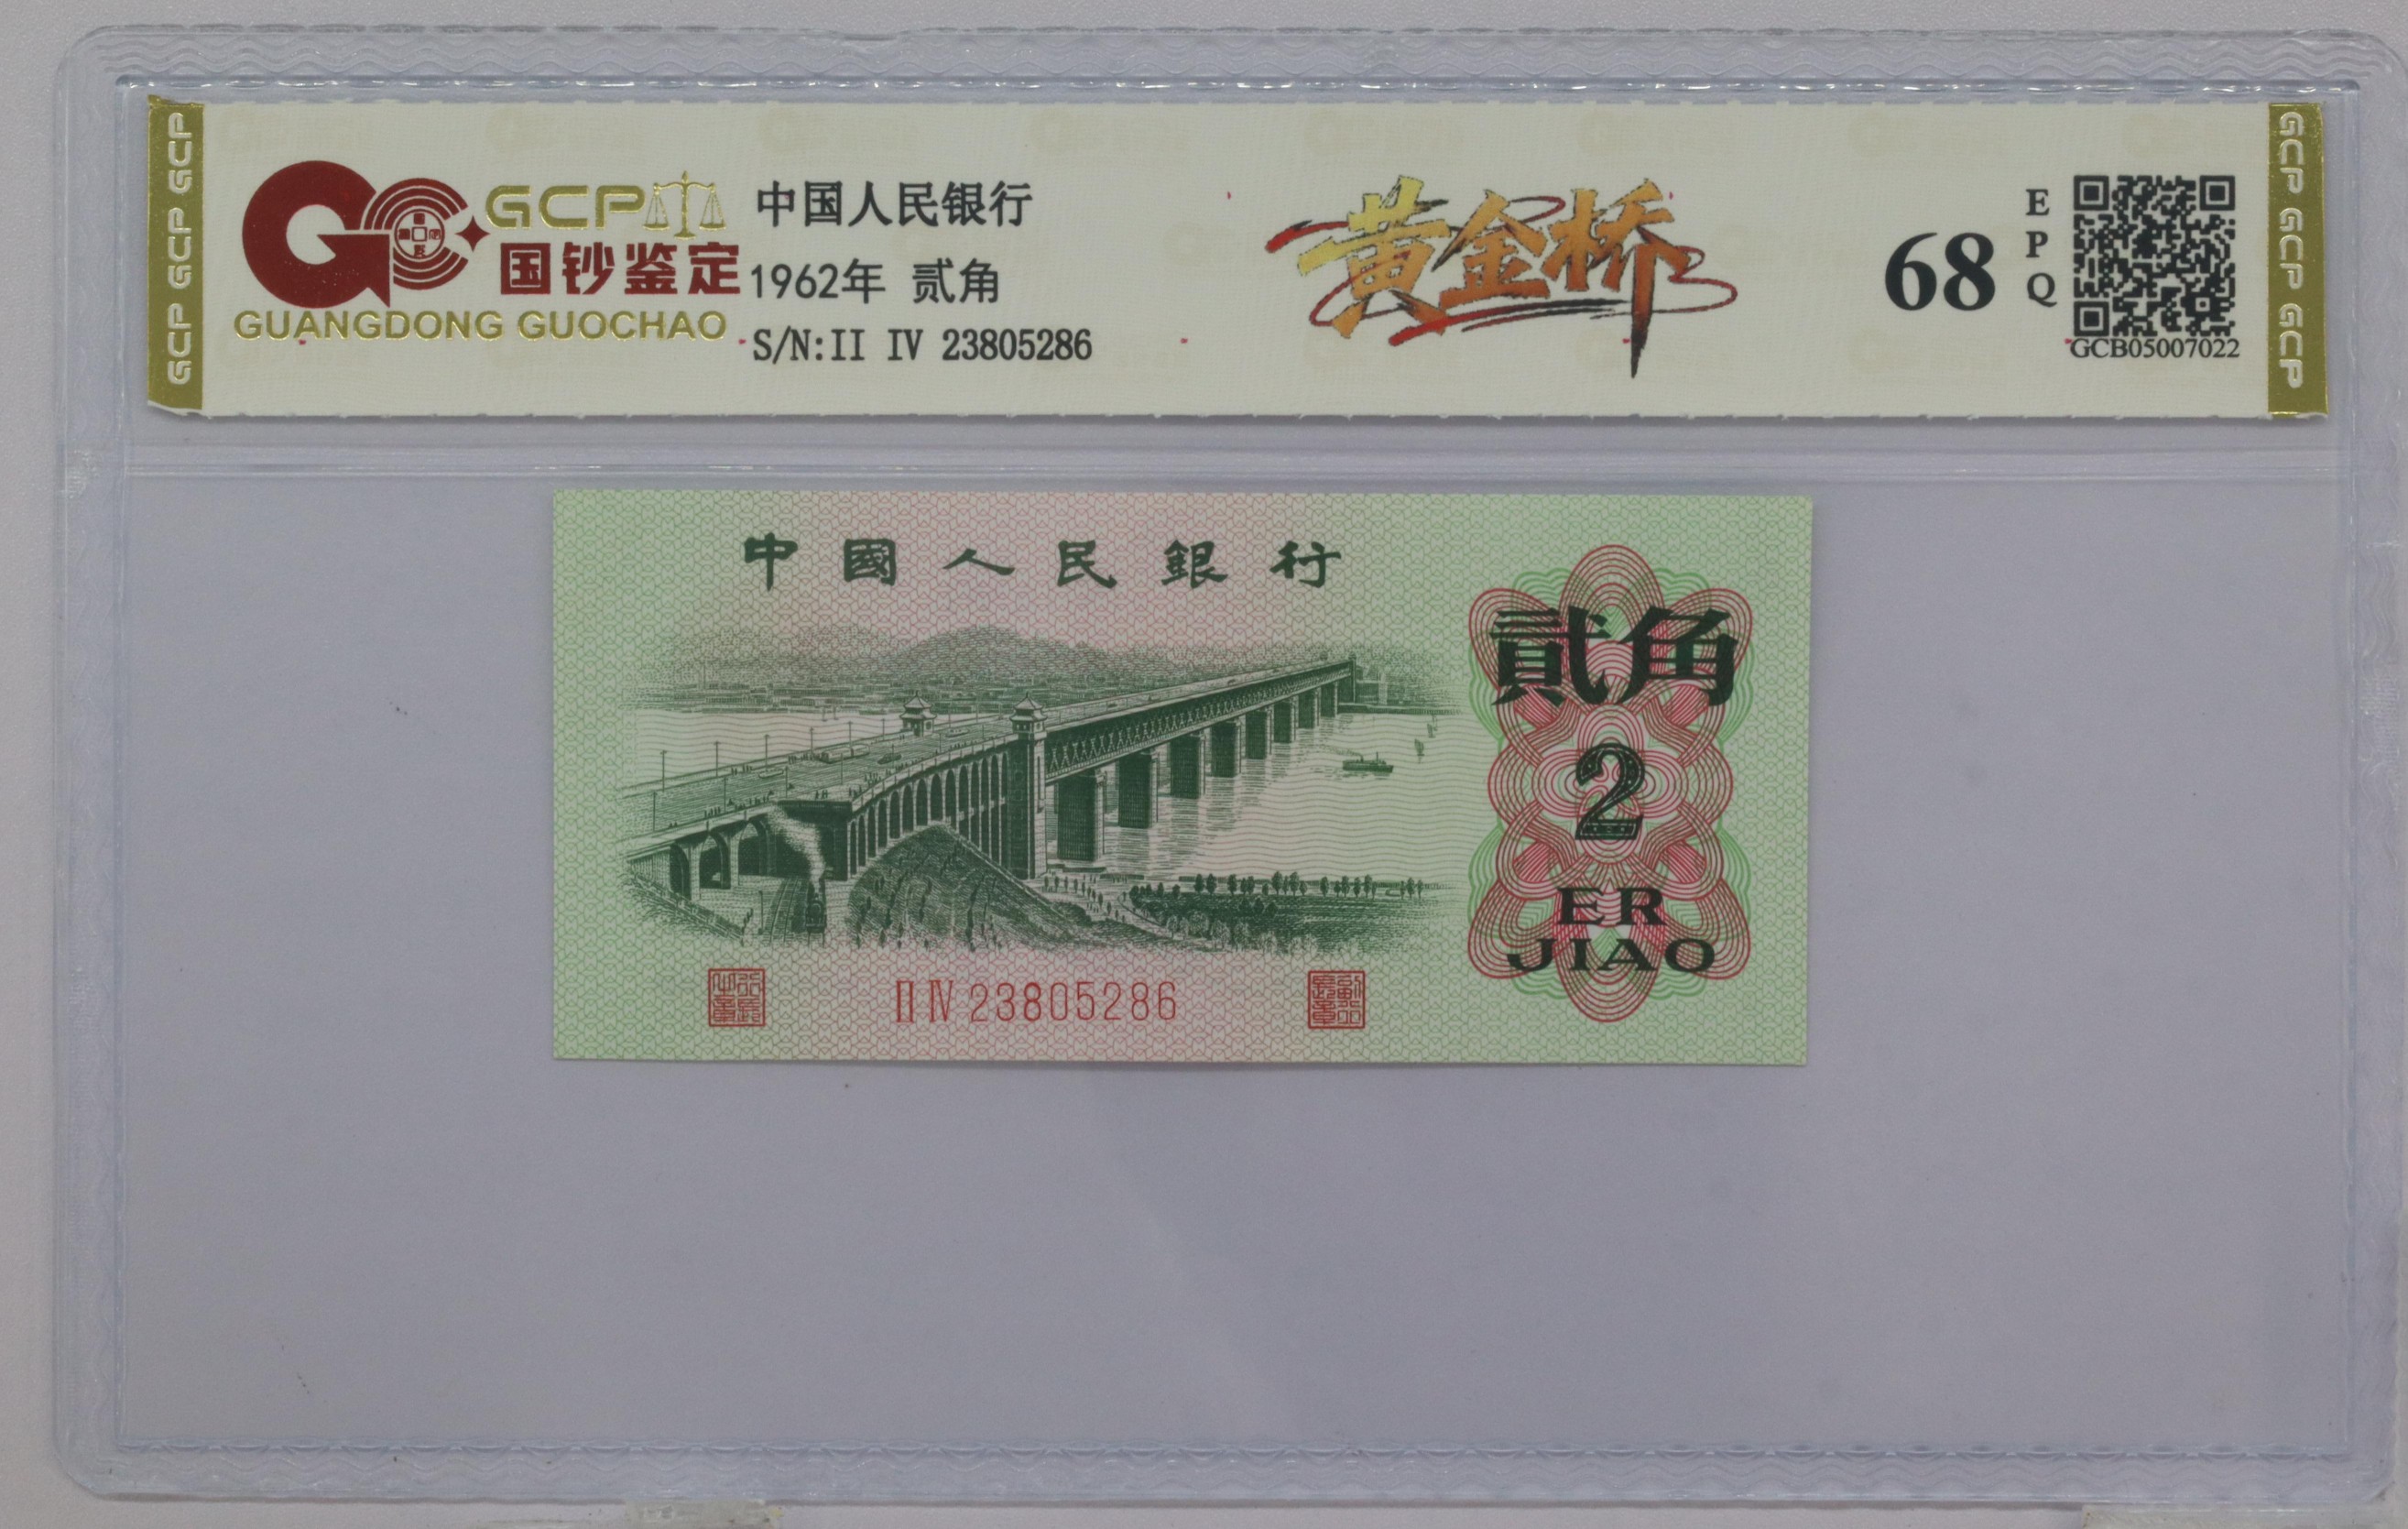 GCP GCP GCP
GCP
国钞鉴定
GUANGDONG GUOCHAO
中国人民银行
1962年 贰角
S/N:II IV 23805286
黄金桥
68
EPQ
GCB05007022
GCP GCP GCP
中國人民銀行
貳角
2
ER
JIAO
II IV 23805286